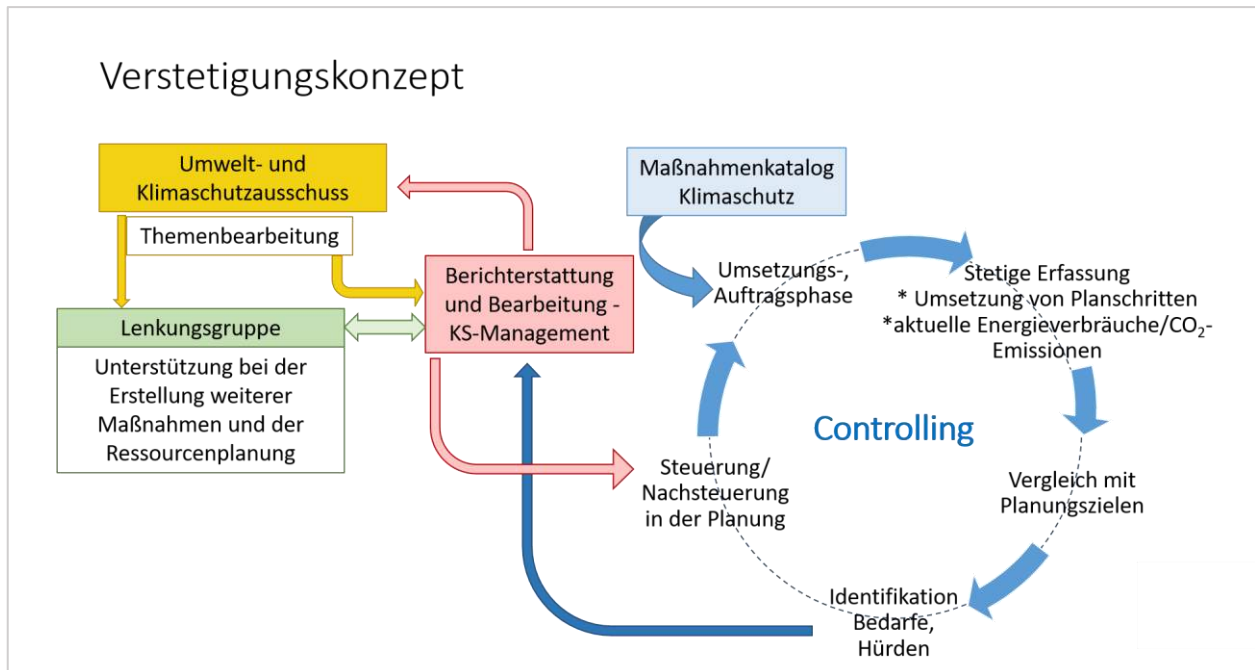 Verstetigungskonzept
Umwelt- und
Klimaschutzausschuss
Themenbearbeitung
Lenkungsgruppe
Unterstützung bei der
Erstellung weiterer
Maßnahmen und der
Ressourcenplanung
Berichterstattung
und Bearbeitung -
KS-Management
Maßnahmenkatalog
Klimaschutz
Umsetzungs-,
Auftragsphase
Stetige Erfassung
* Umsetzung von Planschritten
*aktuelle Energieverbräuche/CO₂-
Emissionen
Controlling
Vergleich mit
Planungszielen
Identifikation
Bedarfe,
Hürden
Steuerung/
Nachsteuerung
in der Planung